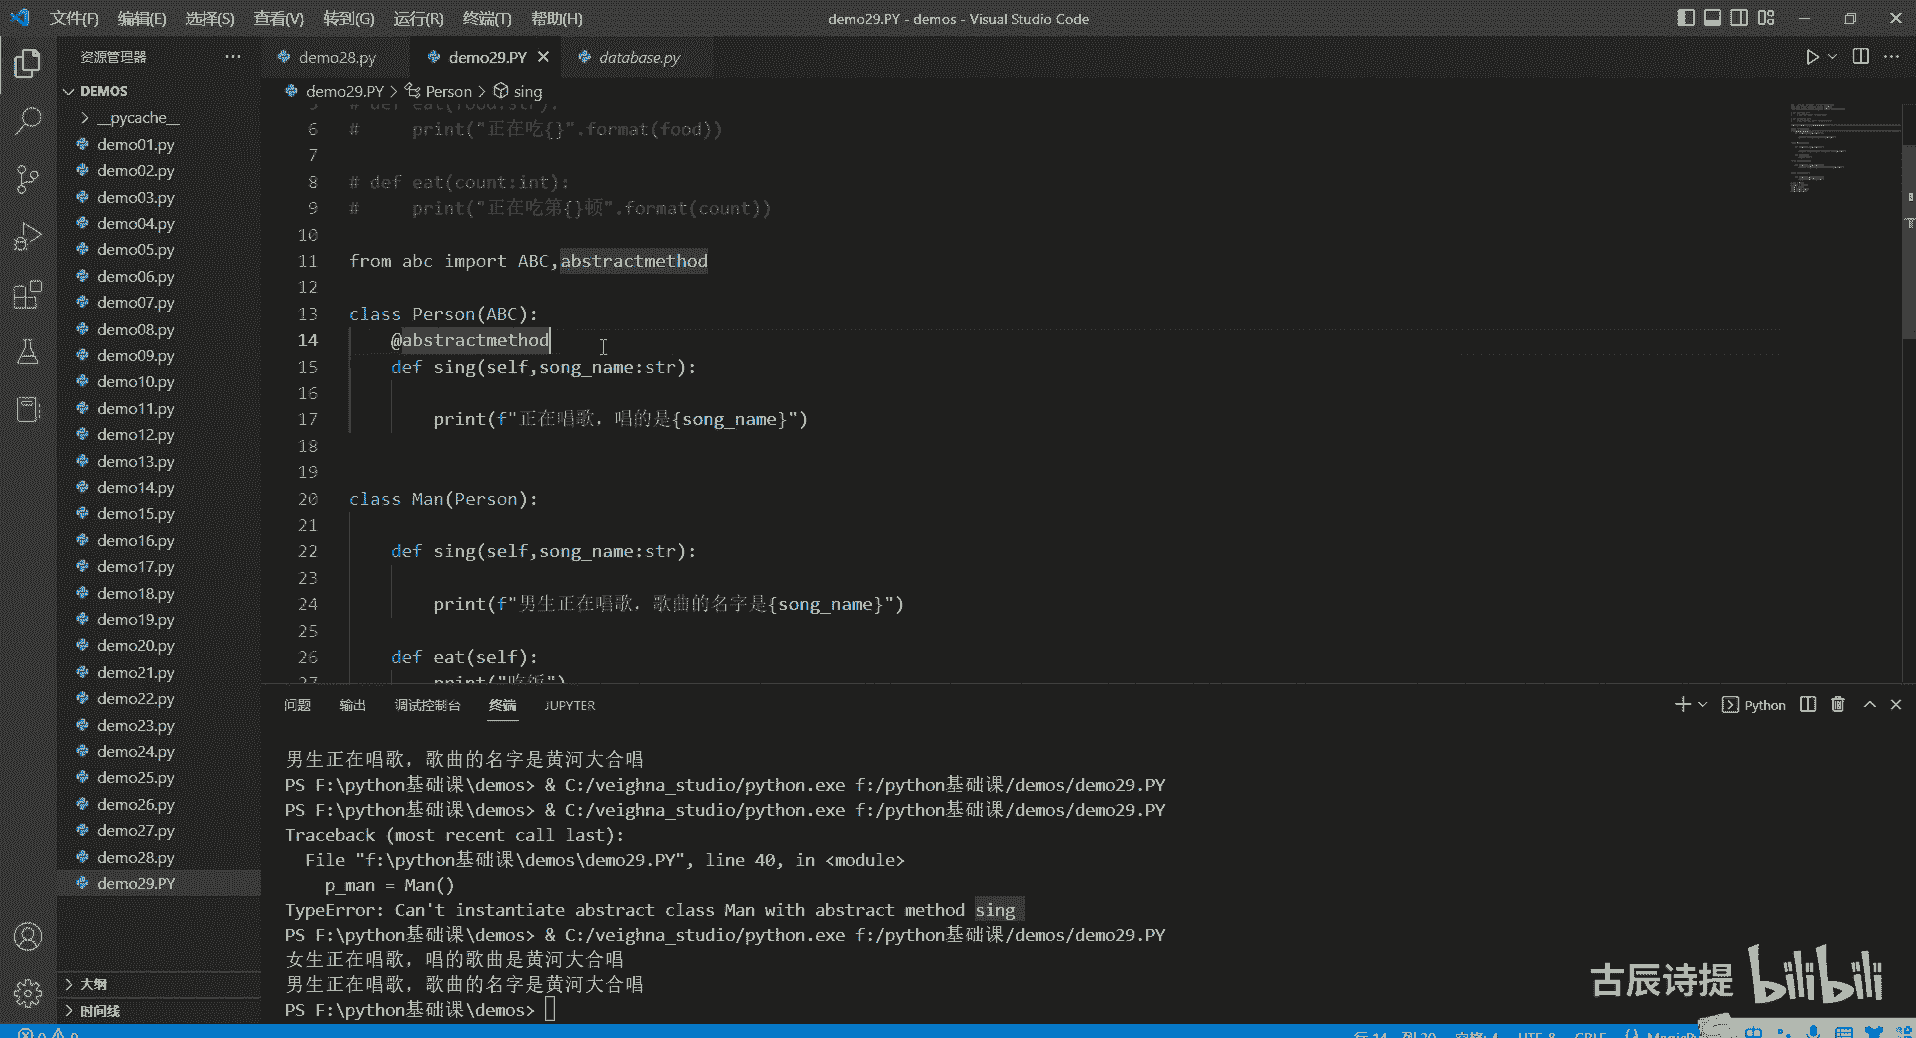 文件(F) 编辑(E) 选择(S) 查看(V) 转到(G) 运行(R) 终端(T) 帮助(H) demo29.PY - demos - Visual Studio Code
资源管理器 ··· demo28.py demo29.PY database.py
DEMOS
demo29.PY > Person > sing
__pycache__
demo01.py
demo02.py
demo03.py
demo04.py
demo05.py
demo06.py
demo07.py
demo08.py
demo09.py
demo10.py
demo11.py
demo12.py
demo13.py
demo14.py
demo15.py
demo16.py
demo17.py
demo18.py
demo19.py
demo20.py
demo21.py
demo22.py
demo23.py
demo24.py
demo25.py
demo26.py
demo27.py
demo28.py
demo29.PY
大纲
时间线
5 # def eat(food:str):
6 # print("正在吃{}".format(food))
7
8 # def eat(count:int):
9 # print("正在吃第{}顿".format(count))
10
11 from abc import ABC,abstractmethod
12
13 class Person(ABC):
14 @abstractmethod
15 def sing(self,song_name:str):
16
17 print(f"正在唱歌，唱的是{song_name}")
18
19
20 class Man(Person):
21
22 def sing(self,song_name:str):
23
24 print(f"男生正在唱歌，歌曲的名字是{song_name}")
25
26 def eat(self):
27 print("吃饭")
问题 输出 调试控制台 终端 JUPYTER Python
男生正在唱歌，歌曲的名字是黄河大合唱
PS F:\python基础课\demos> & C:/veighna_studio/python.exe f:/python基础课/demos/demo29.PY
PS F:\python基础课\demos> & C:/veighna_studio/python.exe f:/python基础课/demos/demo29.PY
Traceback (most recent call last):
File "f:\python基础课\demos\demo29.PY", line 40, in <module>
p_man = Man()
TypeError: Can't instantiate abstract class Man with abstract method sing
PS F:\python基础课\demos> & C:/veighna_studio/python.exe f:/python基础课/demos/demo29.PY
女生正在唱歌，唱的歌曲是黄河大合唱
男生正在唱歌，歌曲的名字是黄河大合唱
PS F:\python基础课\demos>
古辰诗提 bilibili